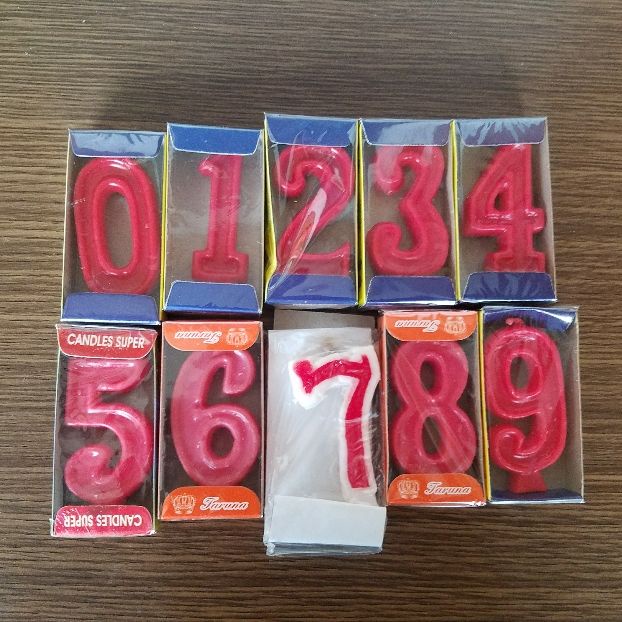 0 1 2 3 4
CANDLES SUPER
Taruna
Taruna
5 6 7 8 9
CANDLES SUPER
Taruna
Taruna